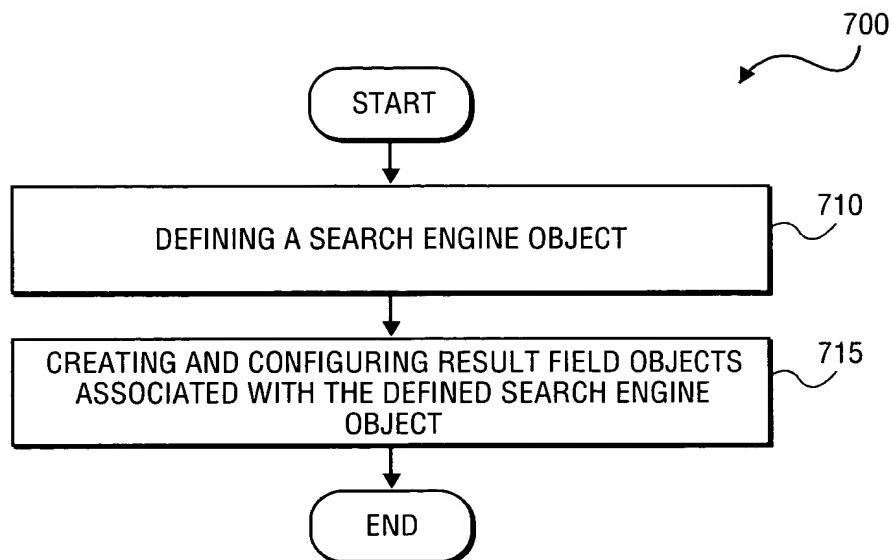 700
START
DEFINING A SEARCH ENGINE OBJECT
710
CREATING AND CONFIGURING RESULT FIELD OBJECTS
ASSOCIATED WITH THE DEFINED SEARCH ENGINE
OBJECT
715
END